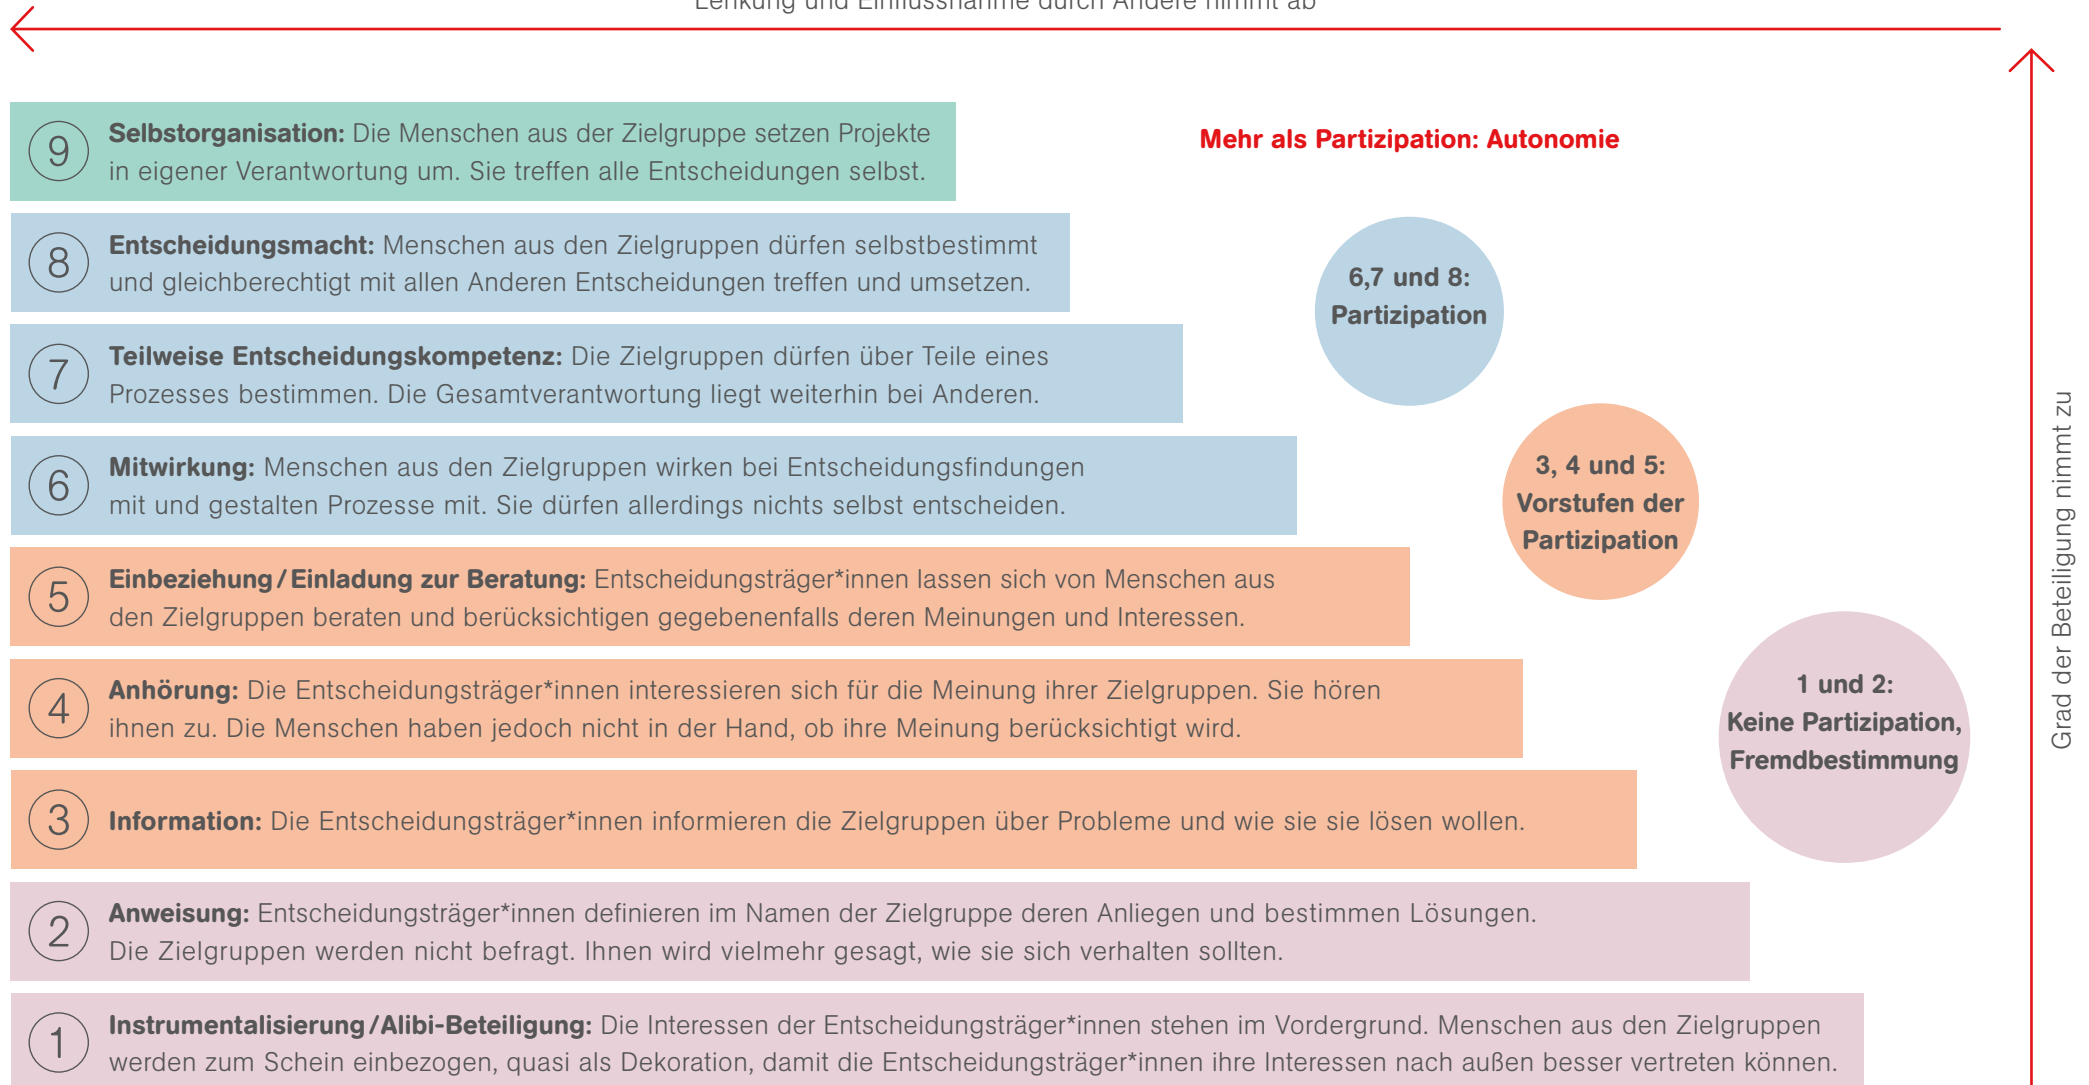 Lenkung und Einflussnahme durch Andere nimmt ab
9 Selbstorganisation: Die Menschen aus der Zielgruppe setzen Projekte
in eigener Verantwortung um. Sie treffen alle Entscheidungen selbst.
Mehr als Partizipation: Autonomie
8 Entscheidungsmacht: Menschen aus den Zielgruppen dürfen selbstbestimmt
und gleichberechtigt mit allen Anderen Entscheidungen treffen und umsetzen.
6,7 und 8:
Partizipation
7 Teilweise Entscheidungskompetenz: Die Zielgruppen dürfen über Teile eines
Prozesses bestimmen. Die Gesamtverantwortung liegt weiterhin bei Anderen.
6 Mitwirkung: Menschen aus den Zielgruppen wirken bei Entscheidungsfindungen
mit und gestalten Prozesse mit. Sie dürfen allerdings nichts selbst entscheiden.
3, 4 und 5:
Vorstufen der
Partizipation
5 Einbeziehung/Einladung zur Beratung: Entscheidungsträger*innen lassen sich von Menschen aus
den Zielgruppen beraten und berücksichtigen gegebenenfalls deren Meinungen und Interessen.
4 Anhörung: Die Entscheidungsträger*innen interessieren sich für die Meinung ihrer Zielgruppen. Sie hören
ihnen zu. Die Menschen haben jedoch nicht in der Hand, ob ihre Meinung berücksichtigt wird.
1 und 2:
Keine Partizipation,
Fremdbestimmung
3 Information: Die Entscheidungsträger*innen informieren die Zielgruppen über Probleme und wie sie sie lösen wollen.
2 Anweisung: Entscheidungsträger*innen definieren im Namen der Zielgruppe deren Anliegen und bestimmen Lösungen.
Die Zielgruppen werden nicht befragt. Ihnen wird vielmehr gesagt, wie sie sich verhalten sollten.
1 Instrumentalisierung/Alibi-Beteiligung: Die Interessen der Entscheidungsträger*innen stehen im Vordergrund. Menschen aus den Zielgruppen
werden zum Schein einbezogen, quasi als Dekoration, damit die Entscheidungsträger*innen ihre Interessen nach außen besser vertreten können.
Grad der Beteiligung nimmt zu